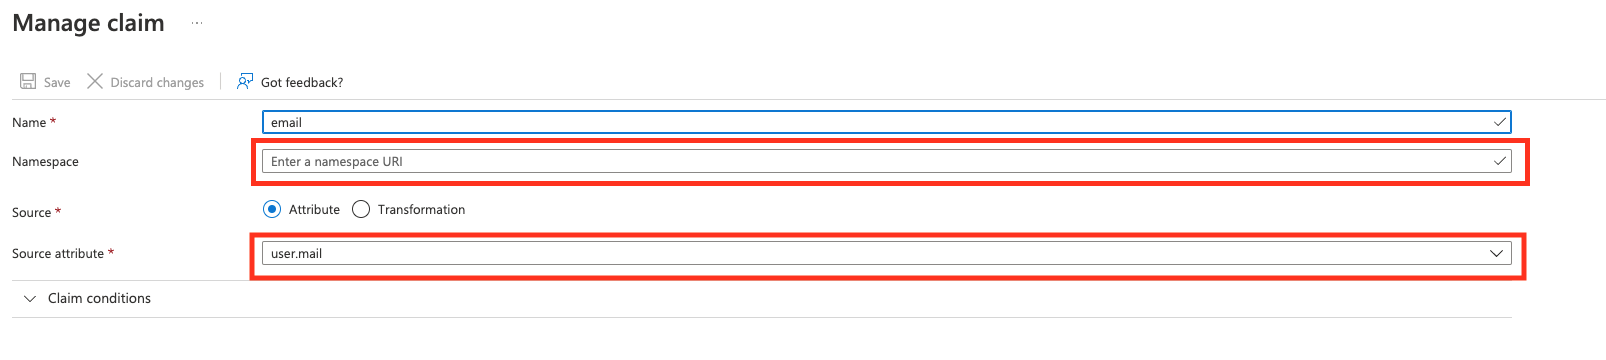 Manage claim ...
Save Discard changes Got feedback?
Name * email
Namespace Enter a namespace URI
Source * Attribute Transformation
Source attribute * user.mail
Claim conditions